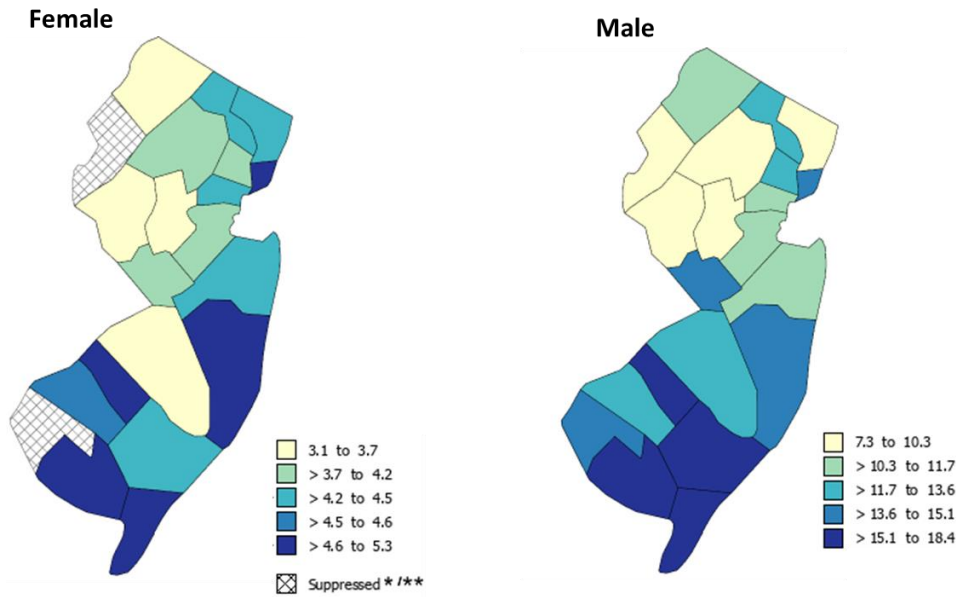 Female
Male
3.1 to 3.7
> 3.7 to 4.2
> 4.2 to 4.5
> 4.5 to 4.6
> 4.6 to 5.3
Suppressed * /**
7.3 to 10.3
> 10.3 to 11.7
> 11.7 to 13.6
> 13.6 to 15.1
> 15.1 to 18.4